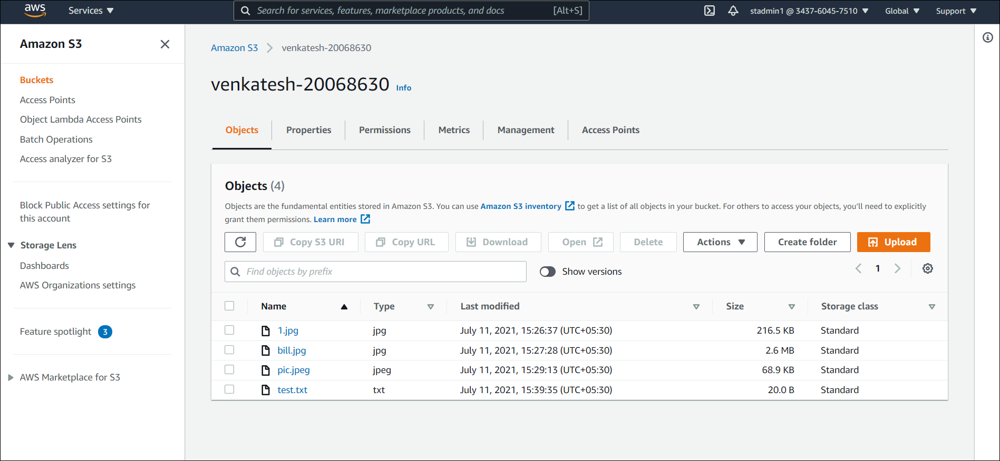 aws Services Search for services, features, marketplace products, and docs [Alt+S] stadmin1 @ 3437-6045-7510 Global Support
Amazon S3
Buckets
Access Points
Object Lambda Access Points
Batch Operations
Access analyzer for S3
Block Public Access settings for
this account
Storage Lens
Dashboards
AWS Organizations settings
Feature spotlight 3
AWS Marketplace for S3
Amazon S3 venkatesh-20068630
venkatesh-20068630 Info
Objects Properties Permissions Metrics Management Access Points
Objects (4)
Objects are the fundamental entities stored in Amazon S3. You can use Amazon S3 inventory to get a list of all objects in your bucket. For others to access your objects, you'll need to explicitly
grant them permissions. Learn more
Copy S3 URI Copy URL Download Open Delete Actions Create folder Upload
Find objects by prefix Show versions 1
Name Type Last modified Size Storage class
1.jpg jpg July 11, 2021, 15:26:37 (UTC+05:30) 216.5 KB Standard
bill.jpg jpg July 11, 2021, 15:27:28 (UTC+05:30) 2.6 MB Standard
pic.jpeg jpeg July 11, 2021, 15:29:13 (UTC+05:30) 68.9 KB Standard
test.txt txt July 11, 2021, 15:39:35 (UTC+05:30) 20.0 B Standard